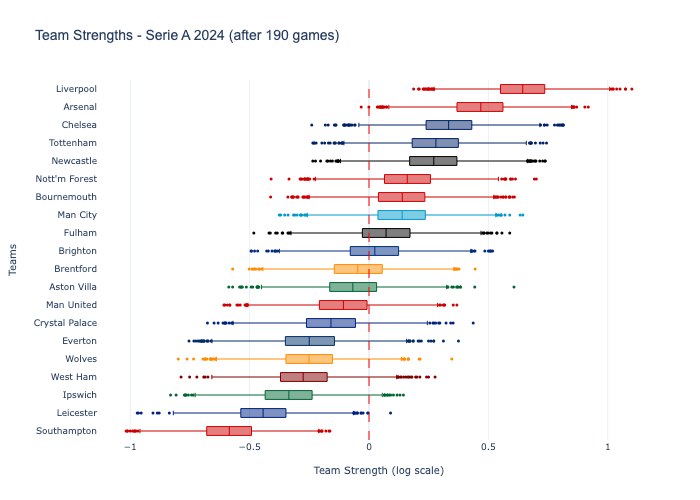 Team Strengths - Serie A 2024 (after 190 games)
Liverpool
Arsenal
Chelsea
Tottenham
Newcastle
Nott'm Forest
Bournemouth
Man City
Fulham
Brighton
Brentford
Aston Villa
Man United
Crystal Palace
Everton
Wolves
West Ham
Ipswich
Leicester
Southampton
Teams
−1 −0.5 0 0.5 1
Team Strength (log scale)